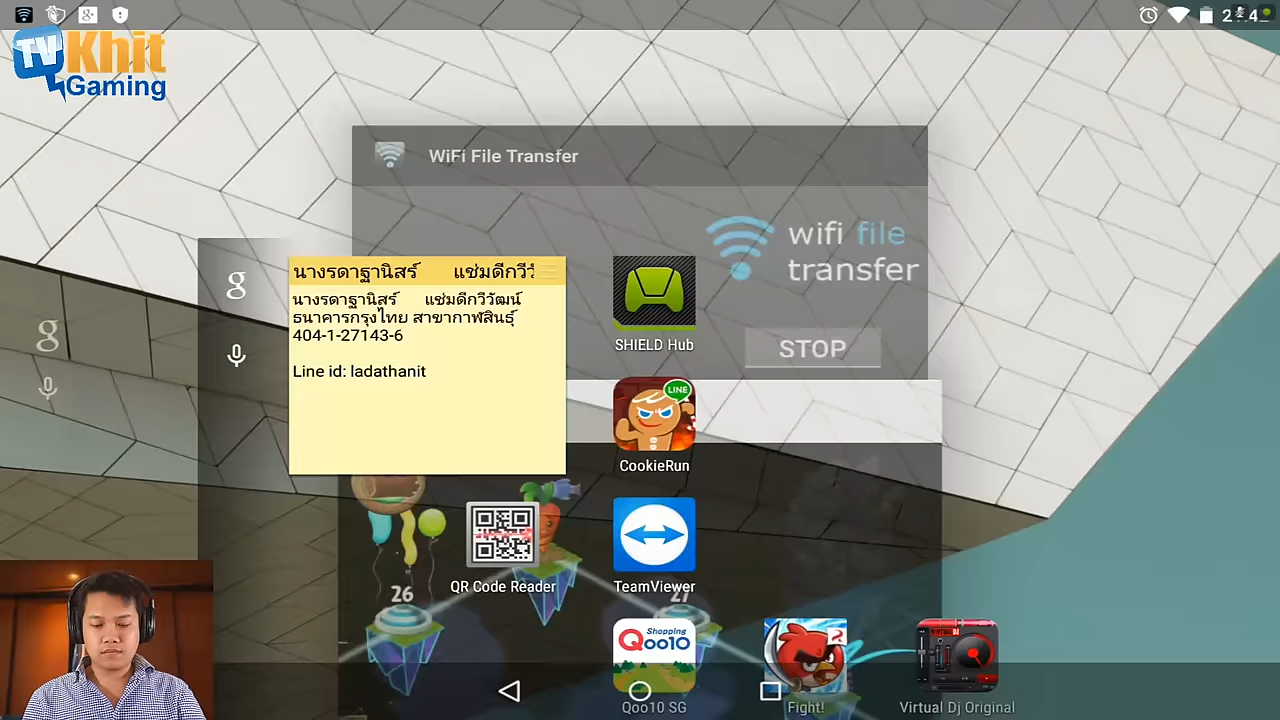 TV Khit
Gaming
WiFi File Transfer
wifi file
transfer
STOP
g
g
นางรดาฐานิสร์ แช่มดีกวีวั
นางรดาฐานิสร์ แช่มดีกวีวัฒน์
ธนาคารกรุงไทย สาขากาฬสินธุ์
404-1-27143-6
Line id: ladathanit
SHIELD Hub
LINE
CookieRun
QR Code Reader
TeamViewer
26
27
Shopping
Qoo10
Qoo10 SG
2
Fight!
Virtual Dj Original